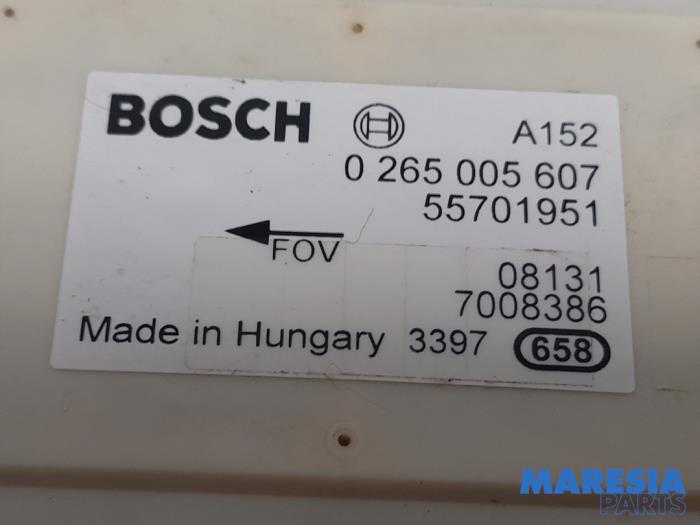 BOSCH
A152
0 265 005 607
55701951
FOV
08131
7008386
Made in Hungary 3397 658
MARESIA
PARTS